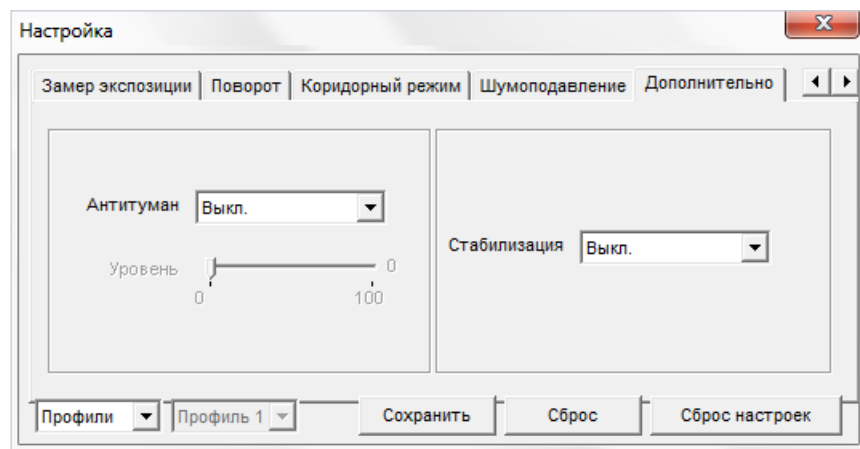 Настройка
Замер экспозиции Поворот Коридорный режим Шумоподавление Дополнительно
Антитуман Выкл.
Уровень 0
0 100
Стабилизация Выкл.
Профили Профиль 1 Сохранить Сброс Сброс настроек